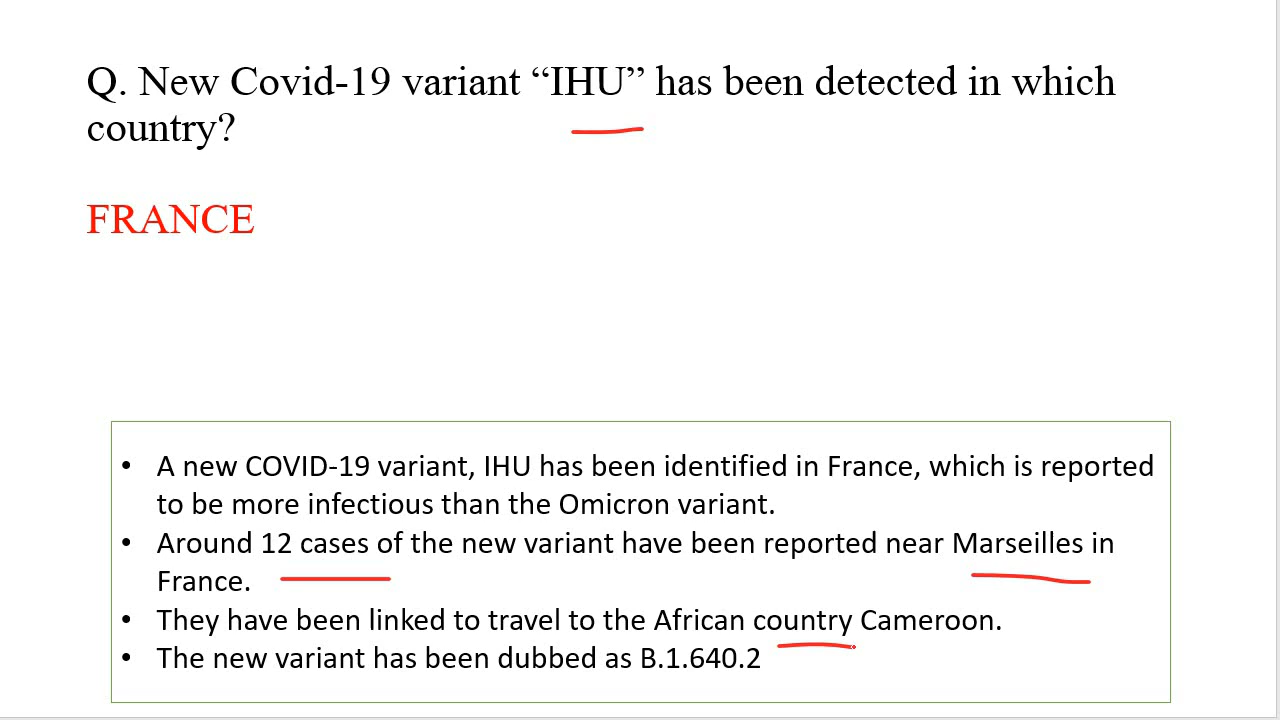 Q. New Covid-19 variant “IHU” has been detected in which
country?
FRANCE
• A new COVID-19 variant, IHU has been identified in France, which is reported
to be more infectious than the Omicron variant.
• Around 12 cases of the new variant have been reported near Marseilles in
France.
• They have been linked to travel to the African country Cameroon.
• The new variant has been dubbed as B.1.640.2